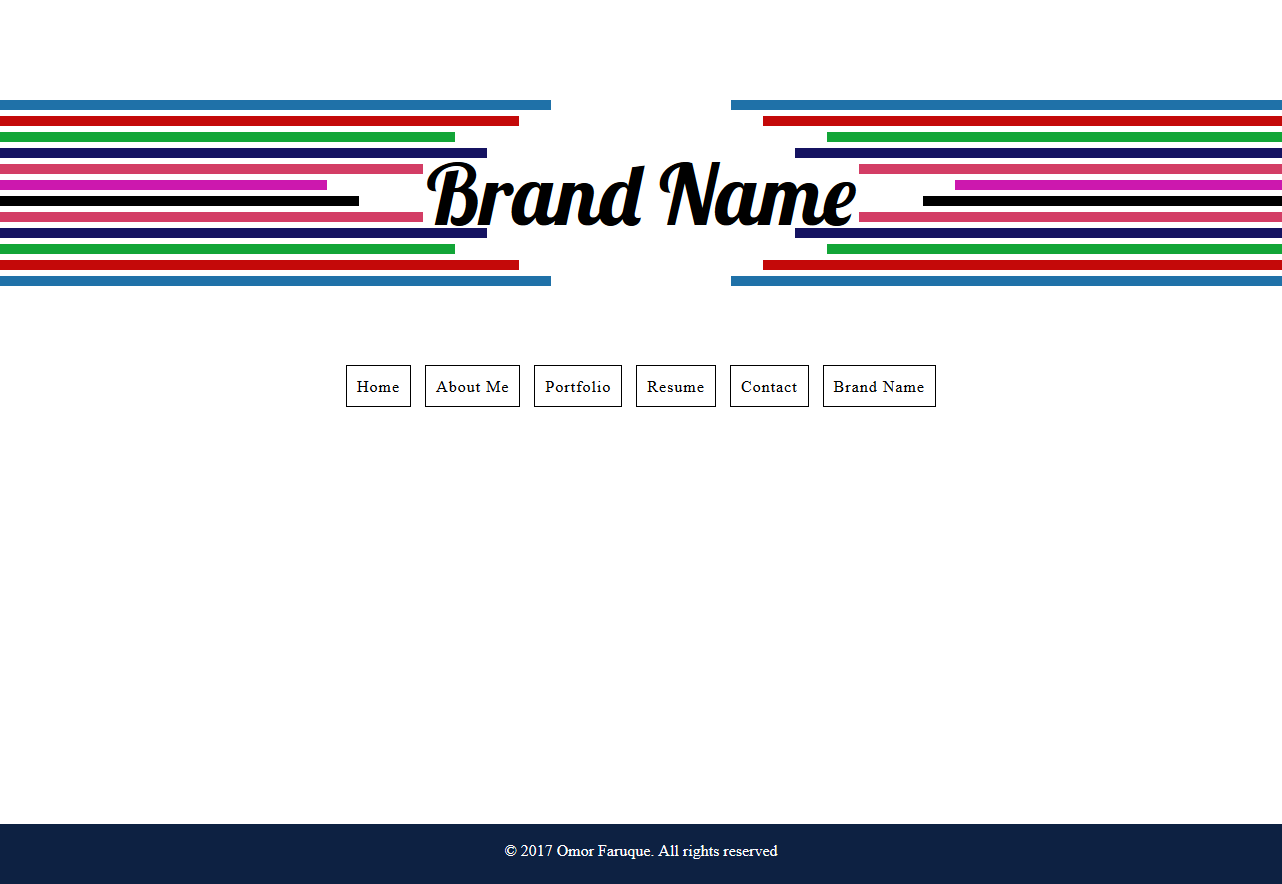 Brand Name
Home About Me Portfolio Resume Contact Brand Name
© 2017 Omor Faruque. All rights reserved